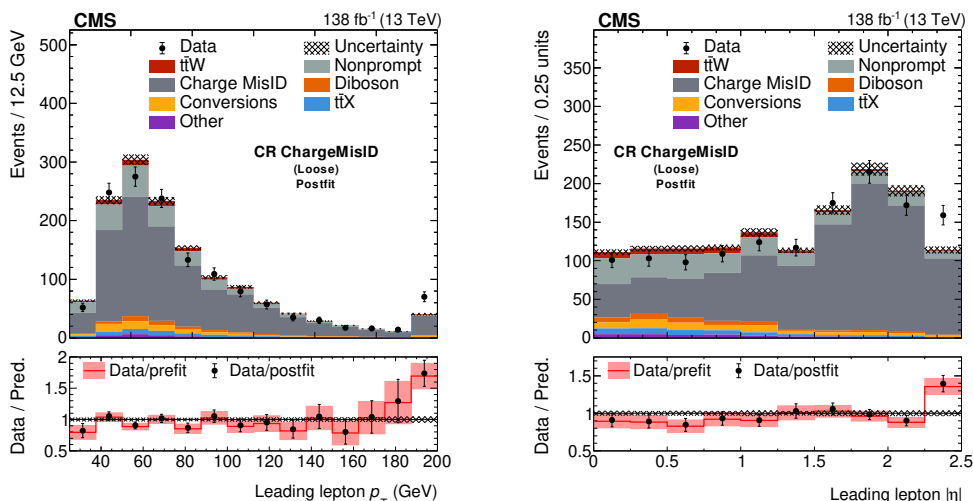 CMS 138 fb⁻¹ (13 TeV)
Events / 12.5 GeV
500
400
300
200
100
0
Data
Uncertainty
tt̄W
Nonprompt
Charge MisID
Diboson
Conversions
tt̄X
Other
CR ChargeMisID
(Loose)
Postfit
Data / Pred.
2
1.5
1
0.5
Data/prefit
Data/postfit
40 60 80 100 120 140 160 180 200
Leading lepton p_T (GeV)
CMS 138 fb⁻¹ (13 TeV)
Events / 0.25 units
350
300
250
200
150
100
50
0
Data
Uncertainty
tt̄W
Nonprompt
Charge MisID
Diboson
Conversions
tt̄X
Other
CR ChargeMisID
(Loose)
Postfit
Data / Pred.
1.5
1
0.5
Data/prefit
Data/postfit
0 0.5 1 1.5 2 2.5
Leading lepton |η|